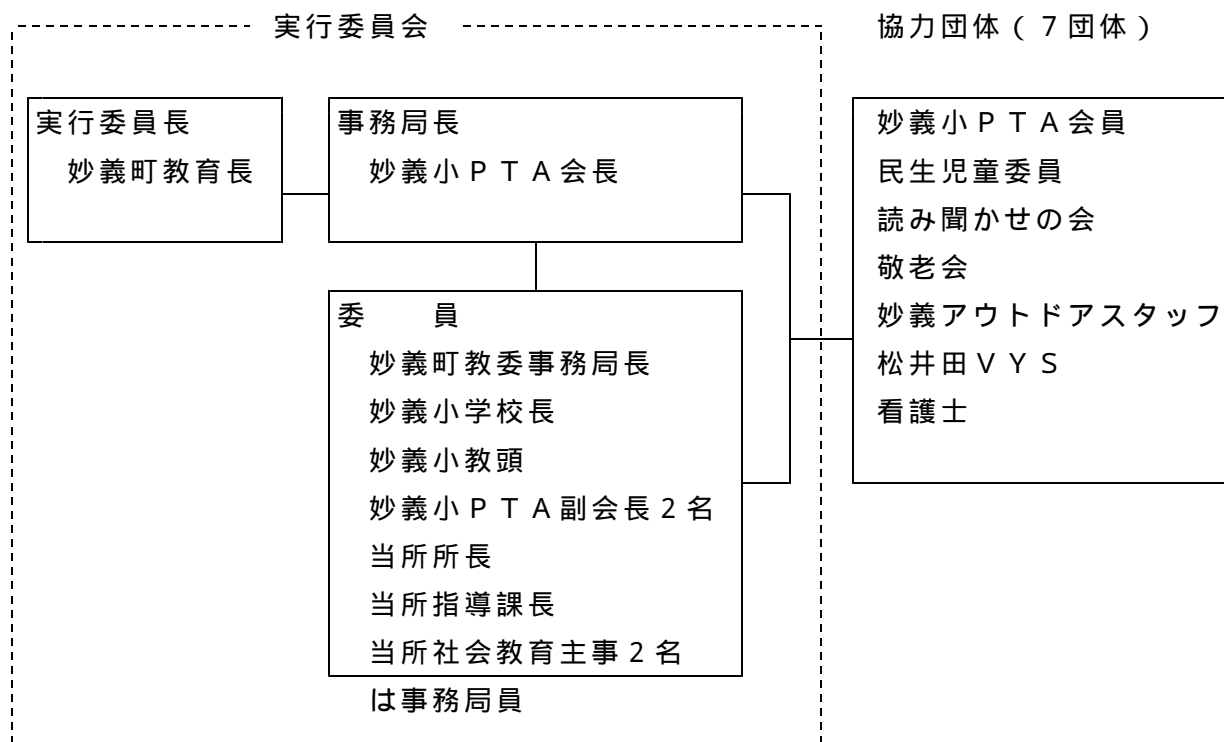 実行委員会
協力団体(7団体)
実行委員長
妙義町教育長
事務局長
妙義小PTA会長
委　　員
妙義町教委事務局長
妙義小学校長
妙義小教頭
妙義小PTA副会長2名
当所所長
当所指導課長
当所社会教育主事2名
は事務局員
妙義小PTA会員
民生児童委員
読み聞かせの会
敬老会
妙義アウトドアスタッフ
松井田VYS
看護士